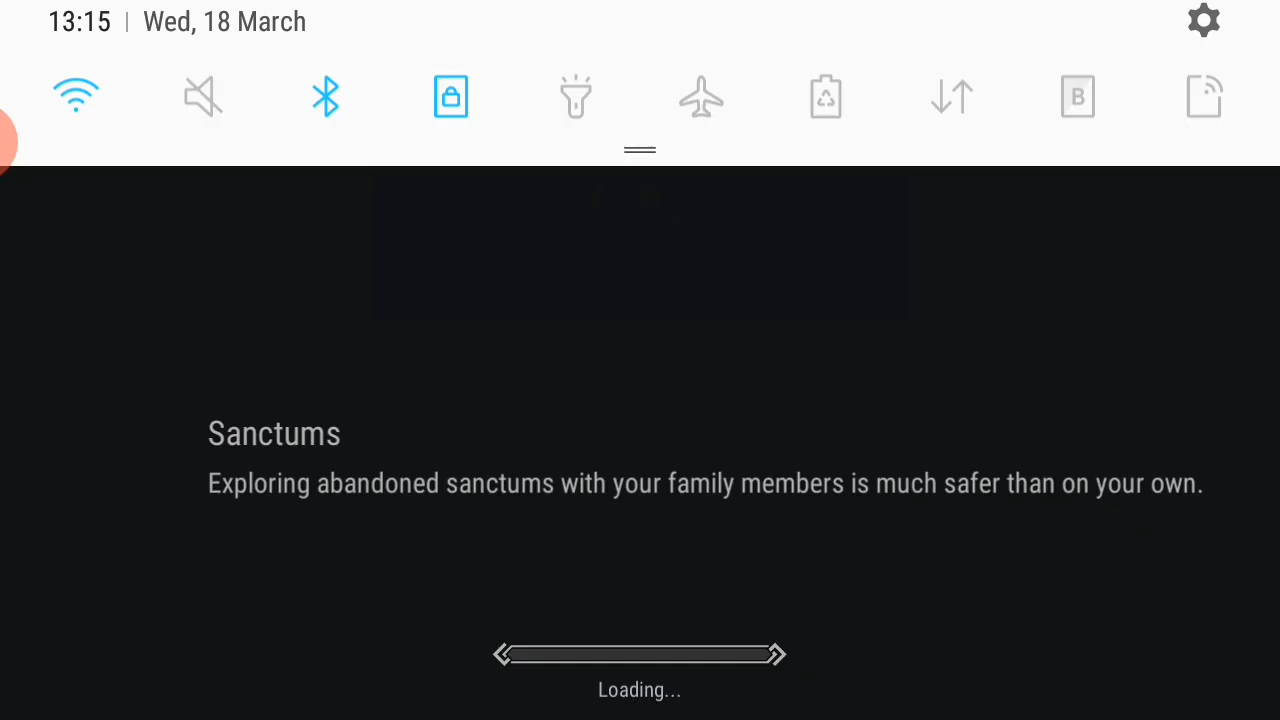 13:15 | Wed, 18 March
B
Sanctums
Exploring abandoned sanctums with your family members is much safer than on your own.
Loading...